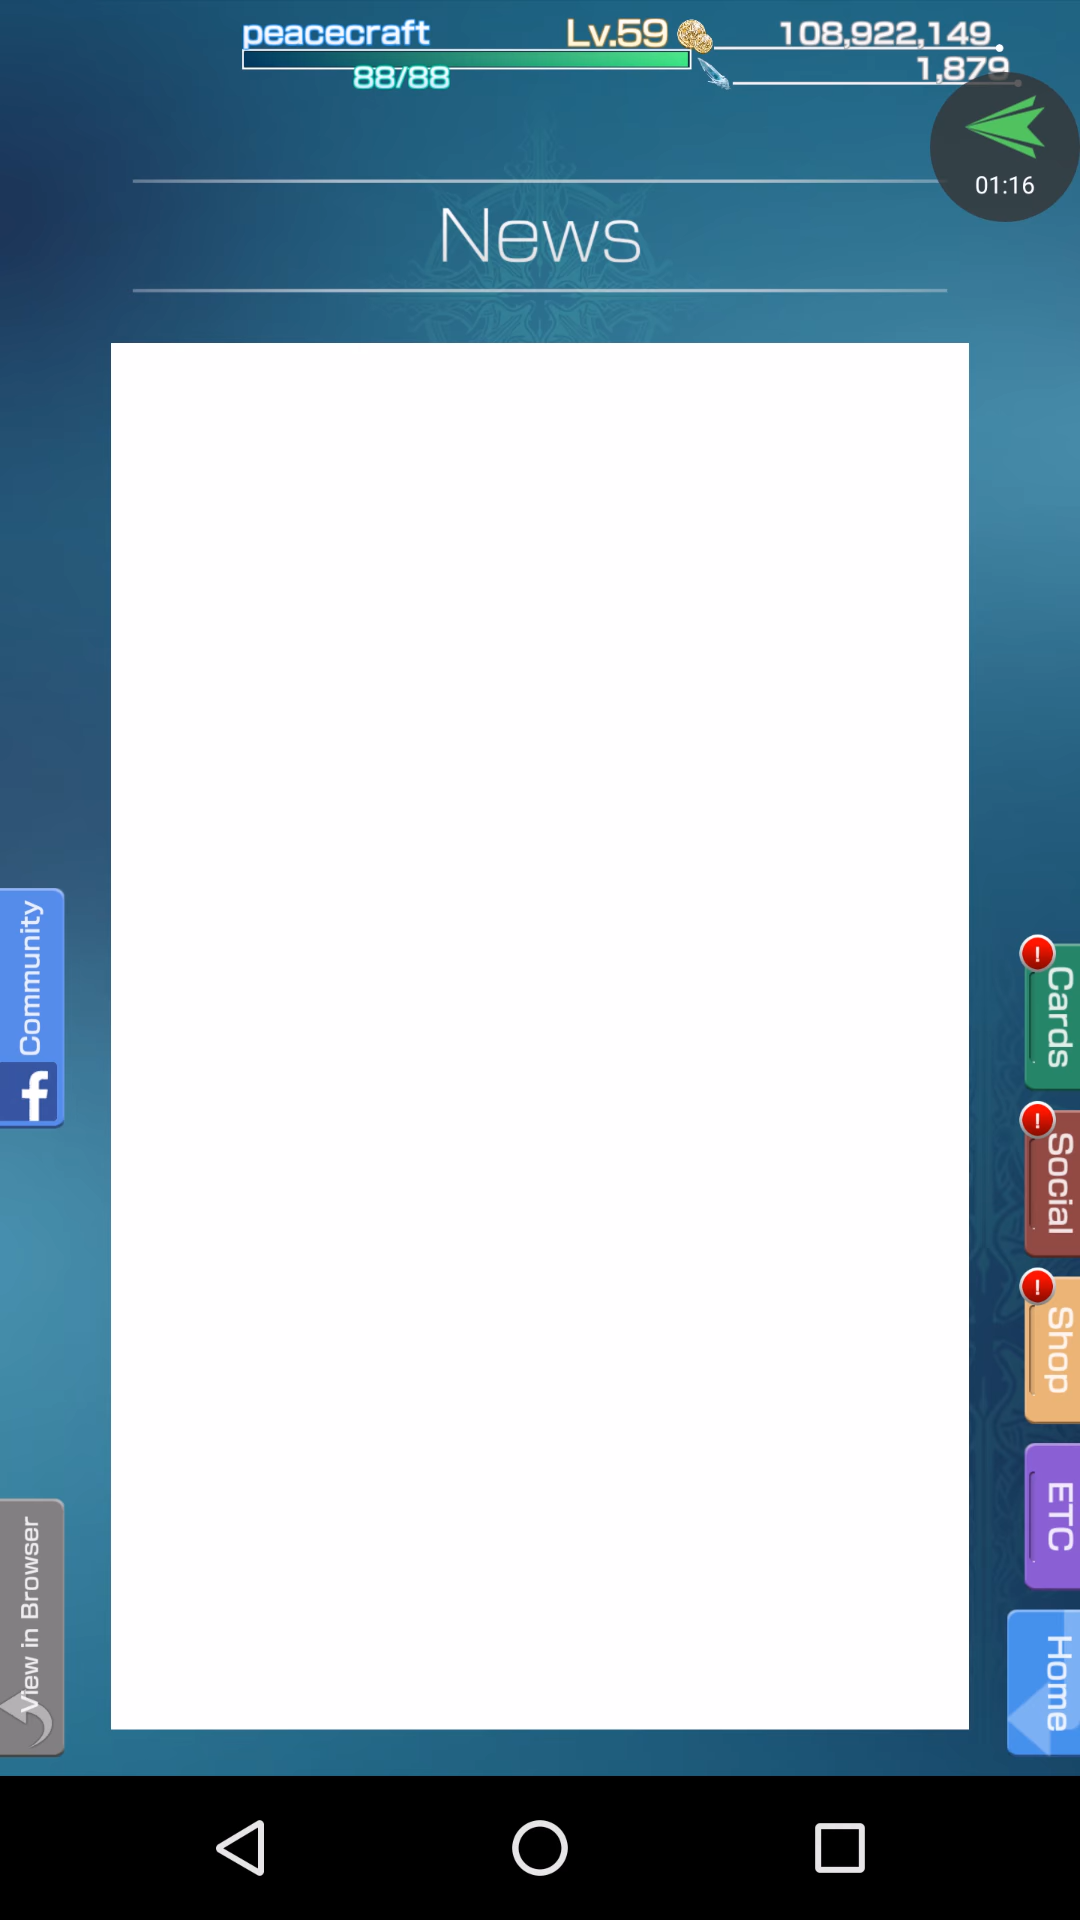 peacecraft Lv.59 108,922,149
88/88 1,879
01:16
News
Community
f
! Cards
! Social
! Shop
ETC
View in Browser
Home